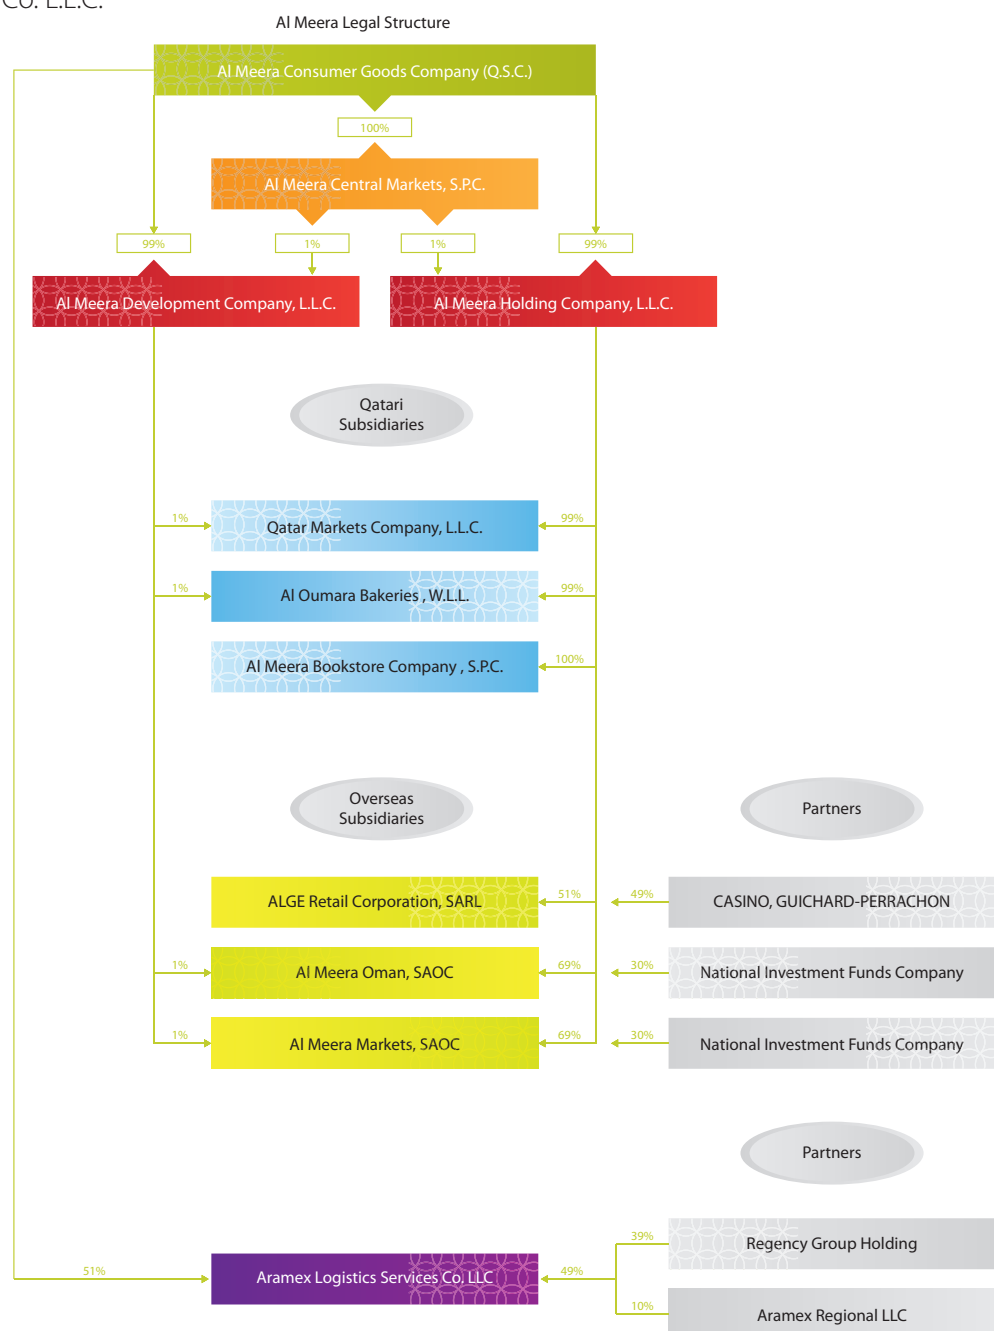 Co. L.L.C.
Al Meera Legal Structure
Al Meera Consumer Goods Company (Q.S.C.)
100%
Al Meera Central Markets, S.P.C.
99%
1%
1%
99%
Al Meera Development Company, L.L.C.
Al Meera Holding Company, L.L.C.
Qatari
Subsidiaries
1%
Qatar Markets Company, L.L.C.
99%
1%
Al Oumara Bakeries , W.L.L.
99%
Al Meera Bookstore Company , S.P.C.
100%
Overseas
Subsidiaries
Partners
ALGE Retail Corporation, SARL
51%
49%
CASINO, GUICHARD-PERRACHON
1%
Al Meera Oman, SAOC
69%
30%
National Investment Funds Company
1%
Al Meera Markets, SAOC
69%
30%
National Investment Funds Company
Partners
39%
Regency Group Holding
51%
Aramex Logistics Services Co. LLC
49%
10%
Aramex Regional LLC